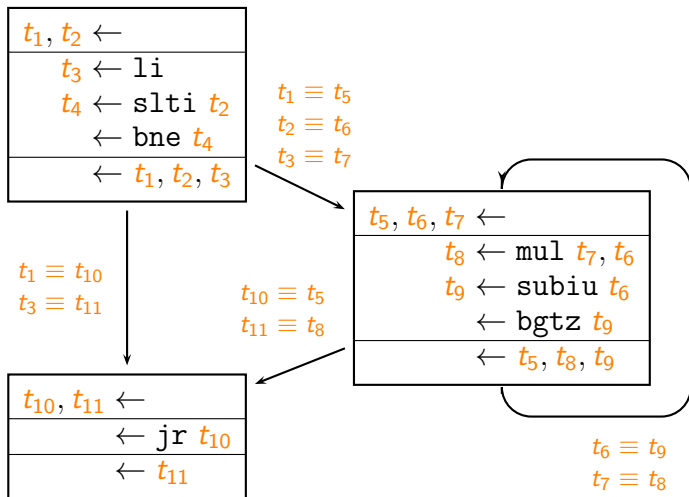 t₁, t₂ ←
t₃ ← li
t₄ ← slti t₂
← bne t₄
← t₁, t₂, t₃
t₁ ≡ t₅
t₂ ≡ t₆
t₃ ≡ t₇
t₅, t₆, t₇ ←
t₈ ← mul t₇, t₆
t₉ ← subiu t₆
← bgtz t₉
← t₅, t₈, t₉
t₁ ≡ t₁₀
t₃ ≡ t₁₁
t₁₀ ≡ t₅
t₁₁ ≡ t₈
t₁₀, t₁₁ ←
← jr t₁₀
← t₁₁
t₆ ≡ t₉
t₇ ≡ t₈